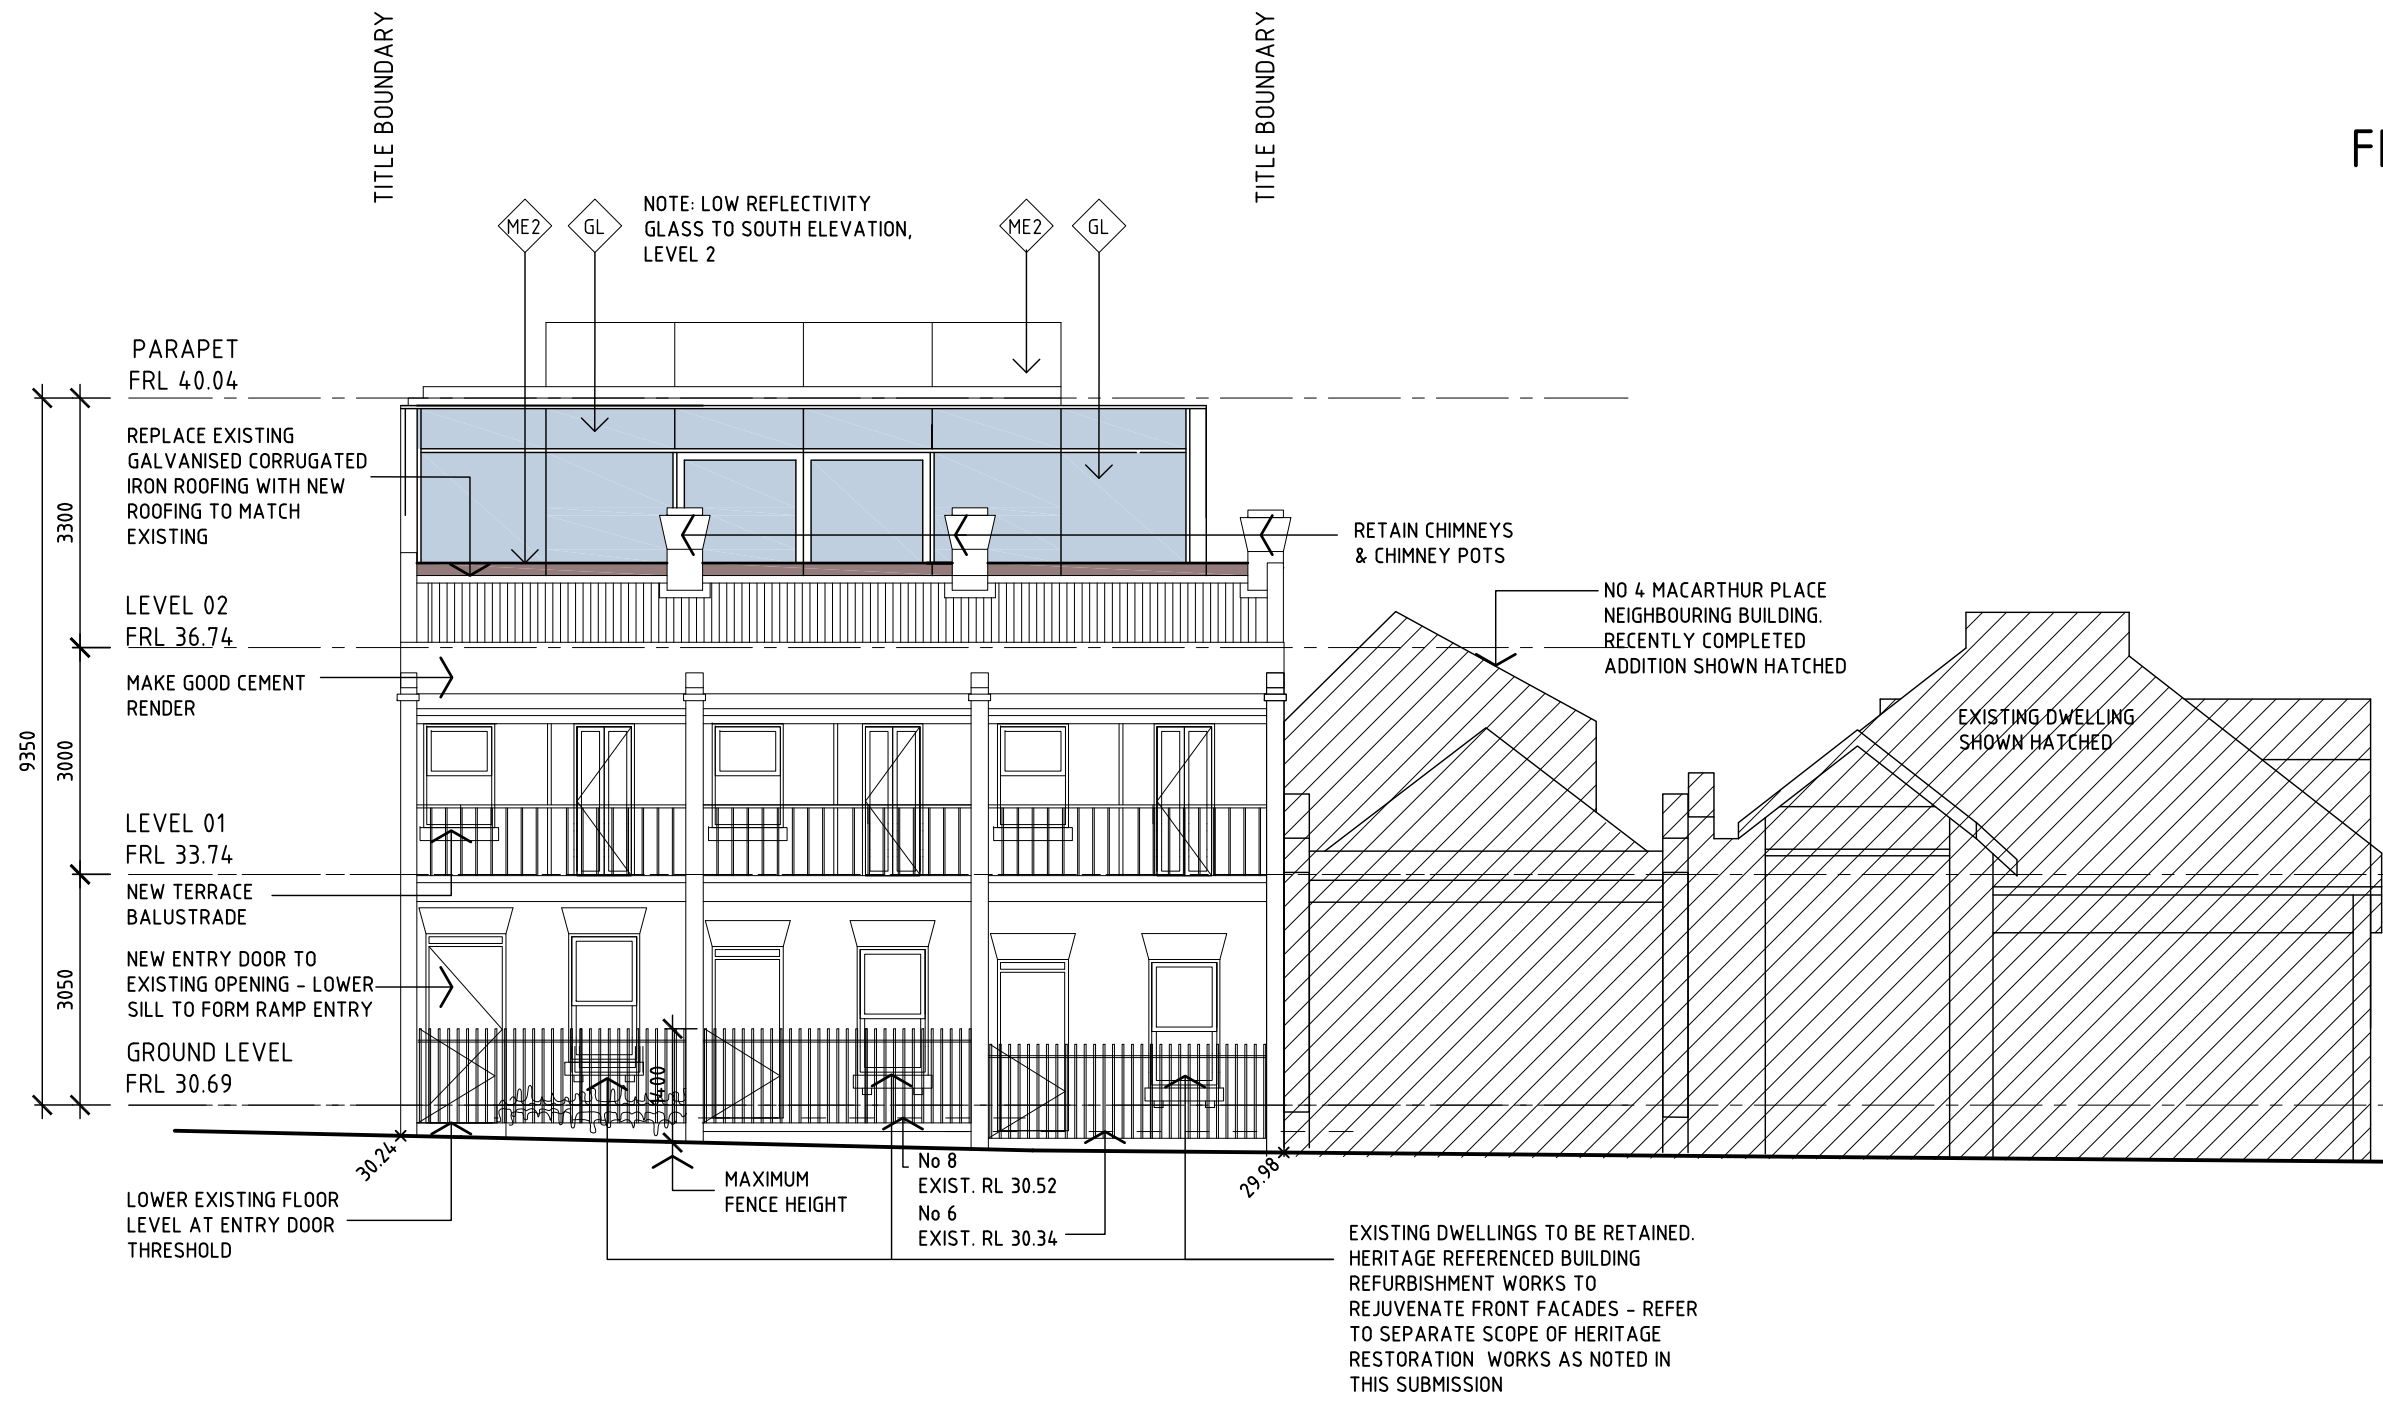 TITLE BOUNDARY
TITLE BOUNDARY
ME2
GL
NOTE: LOW REFLECTIVITY
GLASS TO SOUTH ELEVATION,
LEVEL 2
ME2
GL
PARAPET
FRL 40.04
REPLACE EXISTING
GALVANISED CORRUGATED
IRON ROOFING WITH NEW
ROOFING TO MATCH
EXISTING
3300
RETAIN CHIMNEYS
& CHIMNEY POTS
NO 4 MACARTHUR PLACE
NEIGHBOURING BUILDING.
RECENTLY COMPLETED
ADDITION SHOWN HATCHED
LEVEL 02
FRL 36.74
MAKE GOOD CEMENT
RENDER
EXISTING DWELLING
SHOWN HATCHED
9350
3000
LEVEL 01
FRL 33.74
NEW TERRACE
BALUSTRADE
NEW ENTRY DOOR TO
EXISTING OPENING - LOWER
SILL TO FORM RAMP ENTRY
3050
GROUND LEVEL
FRL 30.69
1400
30.24
29.98
LOWER EXISTING FLOOR
LEVEL AT ENTRY DOOR
THRESHOLD
MAXIMUM
FENCE HEIGHT
No 8
EXIST. RL 30.52
No 6
EXIST. RL 30.34
EXISTING DWELLINGS TO BE RETAINED.
HERITAGE REFERENCED BUILDING
REFURBISHMENT WORKS TO
REJUVENATE FRONT FACADES - REFER
TO SEPARATE SCOPE OF HERITAGE
RESTORATION WORKS AS NOTED IN
THIS SUBMISSION